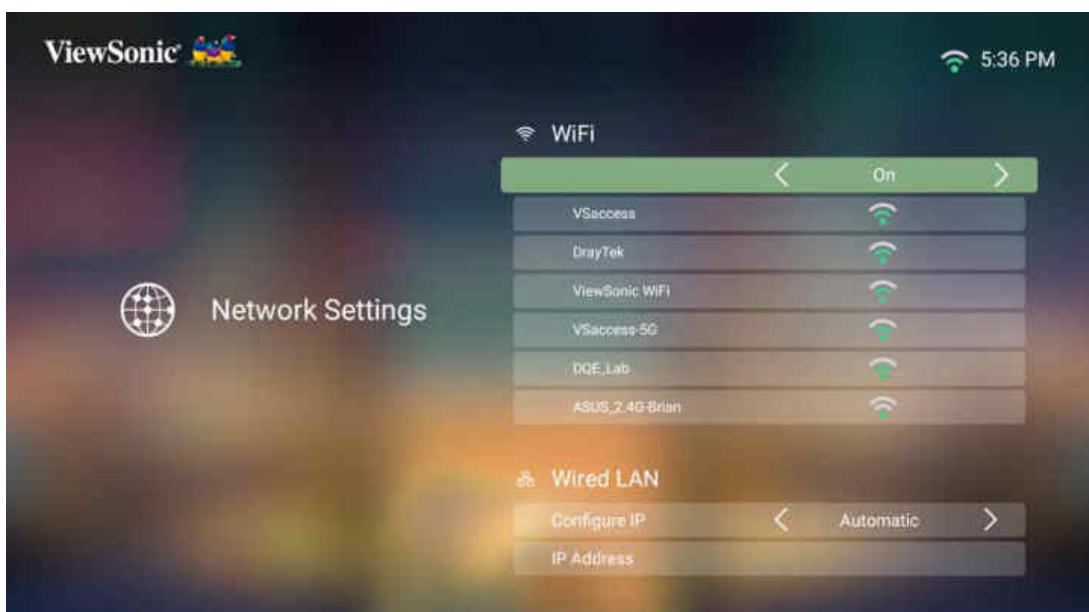 ViewSonic®
5:36 PM
WiFi
On
VSaccess
DrayTek
ViewSonic WiFi
VSaccess-5G
DQE_Lab
ASUS_2.4G-Brian
Network Settings
Wired LAN
Configure IP Automatic
IP Address